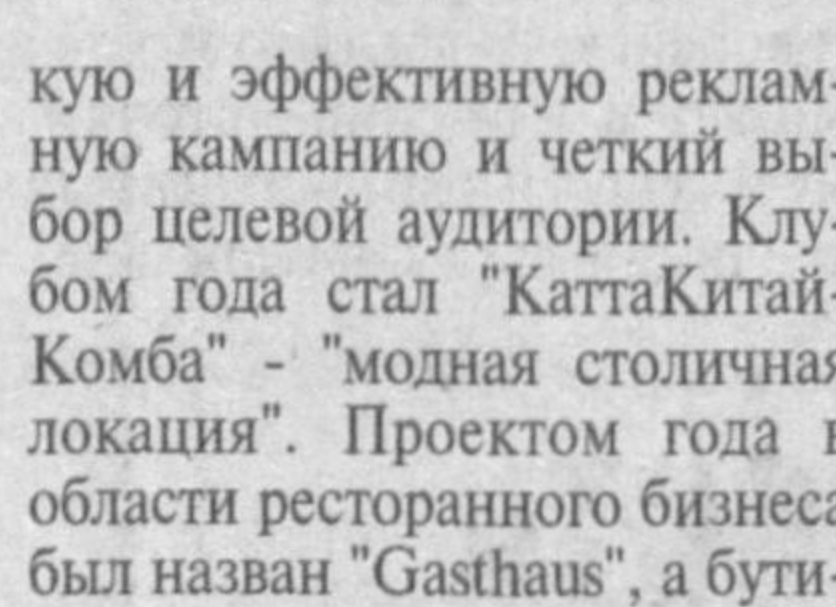 кую и эффективную реклам-
ную кампанию и четкий вы-
бор целевой аудитории. Клу-
бом года стал "КаттаКитай.
Комба" - "модная столичная
локация". Проектом года в
области ресторанного бизнеса
был назван "Gasthaus", а бути-